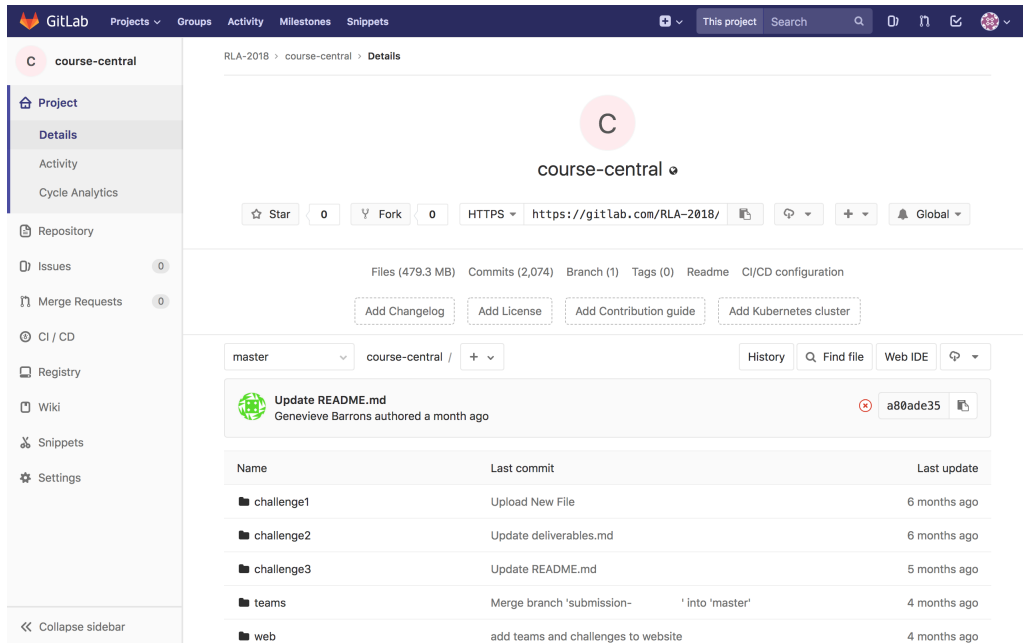 GitLab Projects Groups Activity Milestones Snippets This project Search
C course-central
RLA-2018 > course-central > Details
Project
Details
Activity
Cycle Analytics
Repository
Issues 0
Merge Requests 0
CI / CD
Registry
Wiki
Snippets
Settings
Collapse sidebar
C
course-central
Star 0 Fork 0 HTTPS https://gitlab.com/RLA-2018/ Global
Files (479.3 MB) Commits (2,074) Branch (1) Tags (0) Readme CI/CD configuration
Add Changelog Add License Add Contribution guide Add Kubernetes cluster
master course-central / + History Find file Web IDE
Update README.md
Genevieve Barrons authored a month ago a80ade35
Name Last commit Last update
challenge1 Upload New File 6 months ago
challenge2 Update deliverables.md 6 months ago
challenge3 Update README.md 5 months ago
teams Merge branch 'submission- ' into 'master' 4 months ago
web add teams and challenges to website 4 months ago